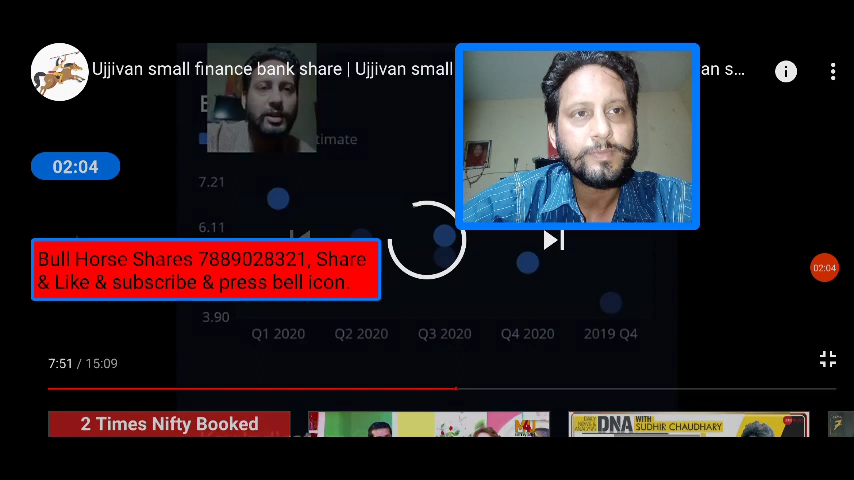 Ujjivan small finance bank share | Ujjivan small
an s...
timate
02:04
7.21
6.11
Bull Horse Shares 7889028321, Share
& Like & subscribe & press bell icon.
02:04
3.90
Q1 2020
Q2 2020
Q3 2020
Q4 2020
2019 Q4
7:51 / 15:09
2 Times Nifty Booked
DNA WITH
SUDHIR CHAUDHARY